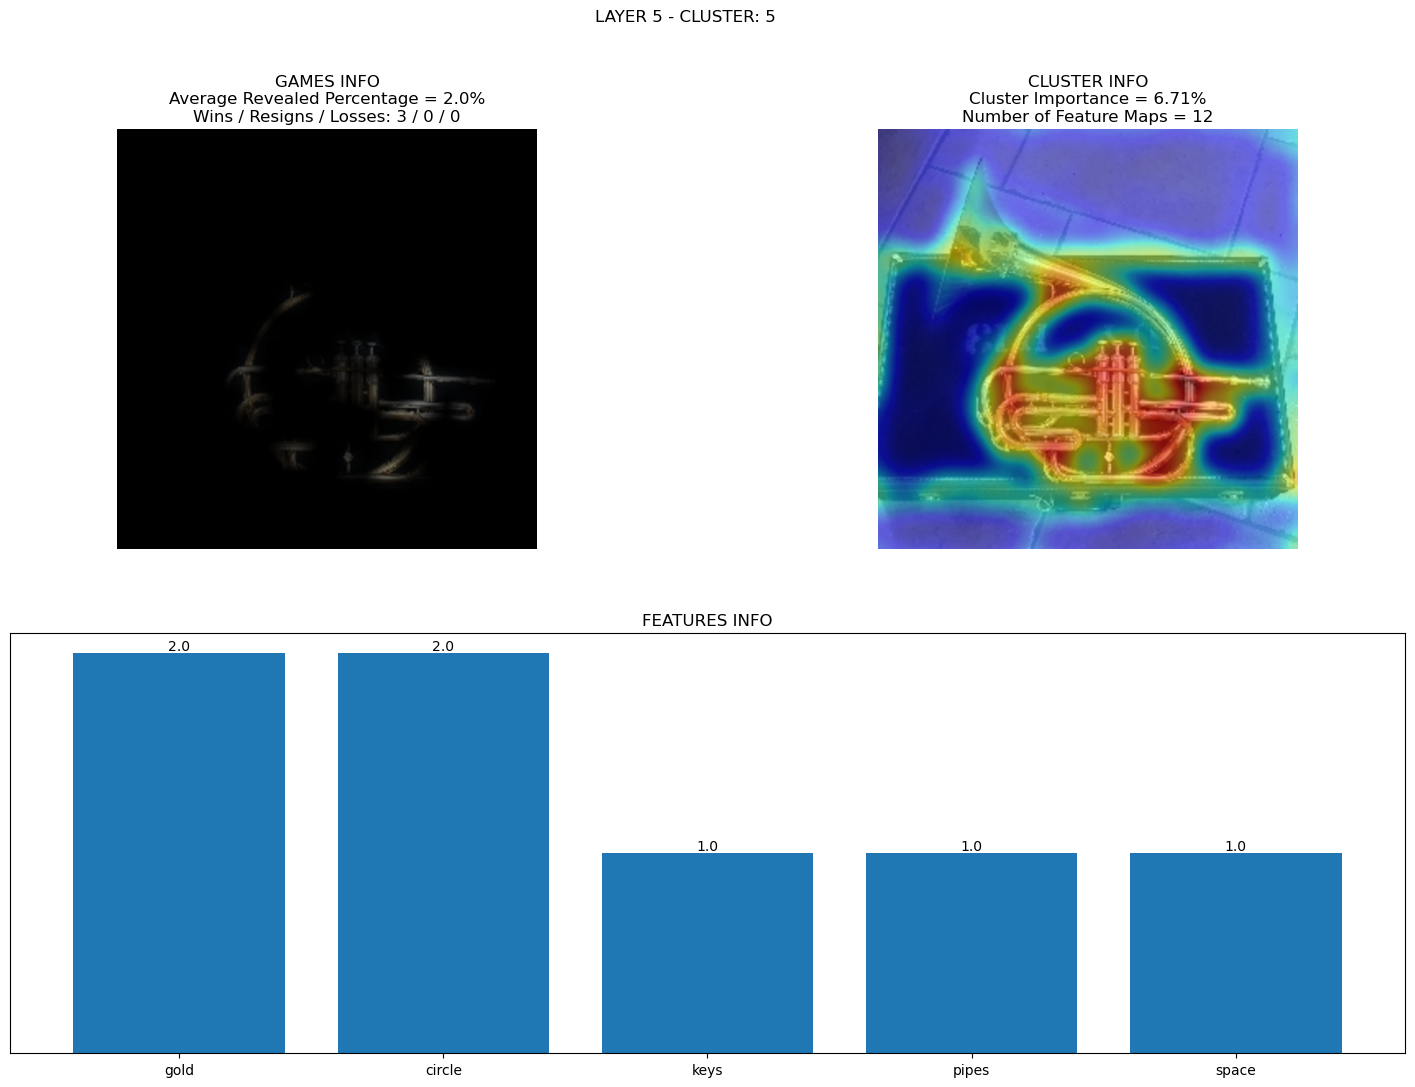 LAYER 5 - CLUSTER: 5
GAMES INFO
Average Revealed Percentage = 2.0%
Wins / Resigns / Losses: 3 / 0 / 0
CLUSTER INFO
Cluster Importance = 6.71%
Number of Feature Maps = 12
FEATURES INFO
2.0 2.0 1.0 1.0 1.0
gold circle keys pipes space